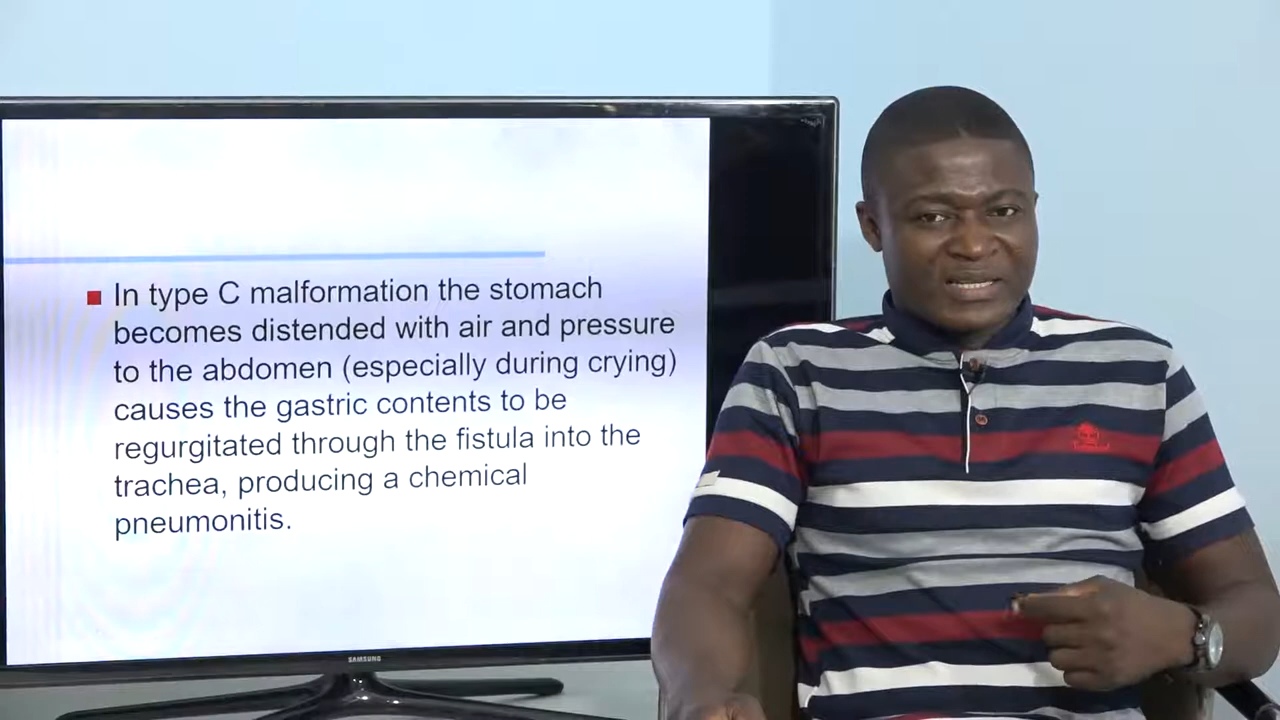 In type C malformation the stomach
becomes distended with air and pressure
to the abdomen (especially during crying)
causes the gastric contents to be
regurgitated through the fistula into the
trachea, producing a chemical
pneumonitis.
SAMSUNG